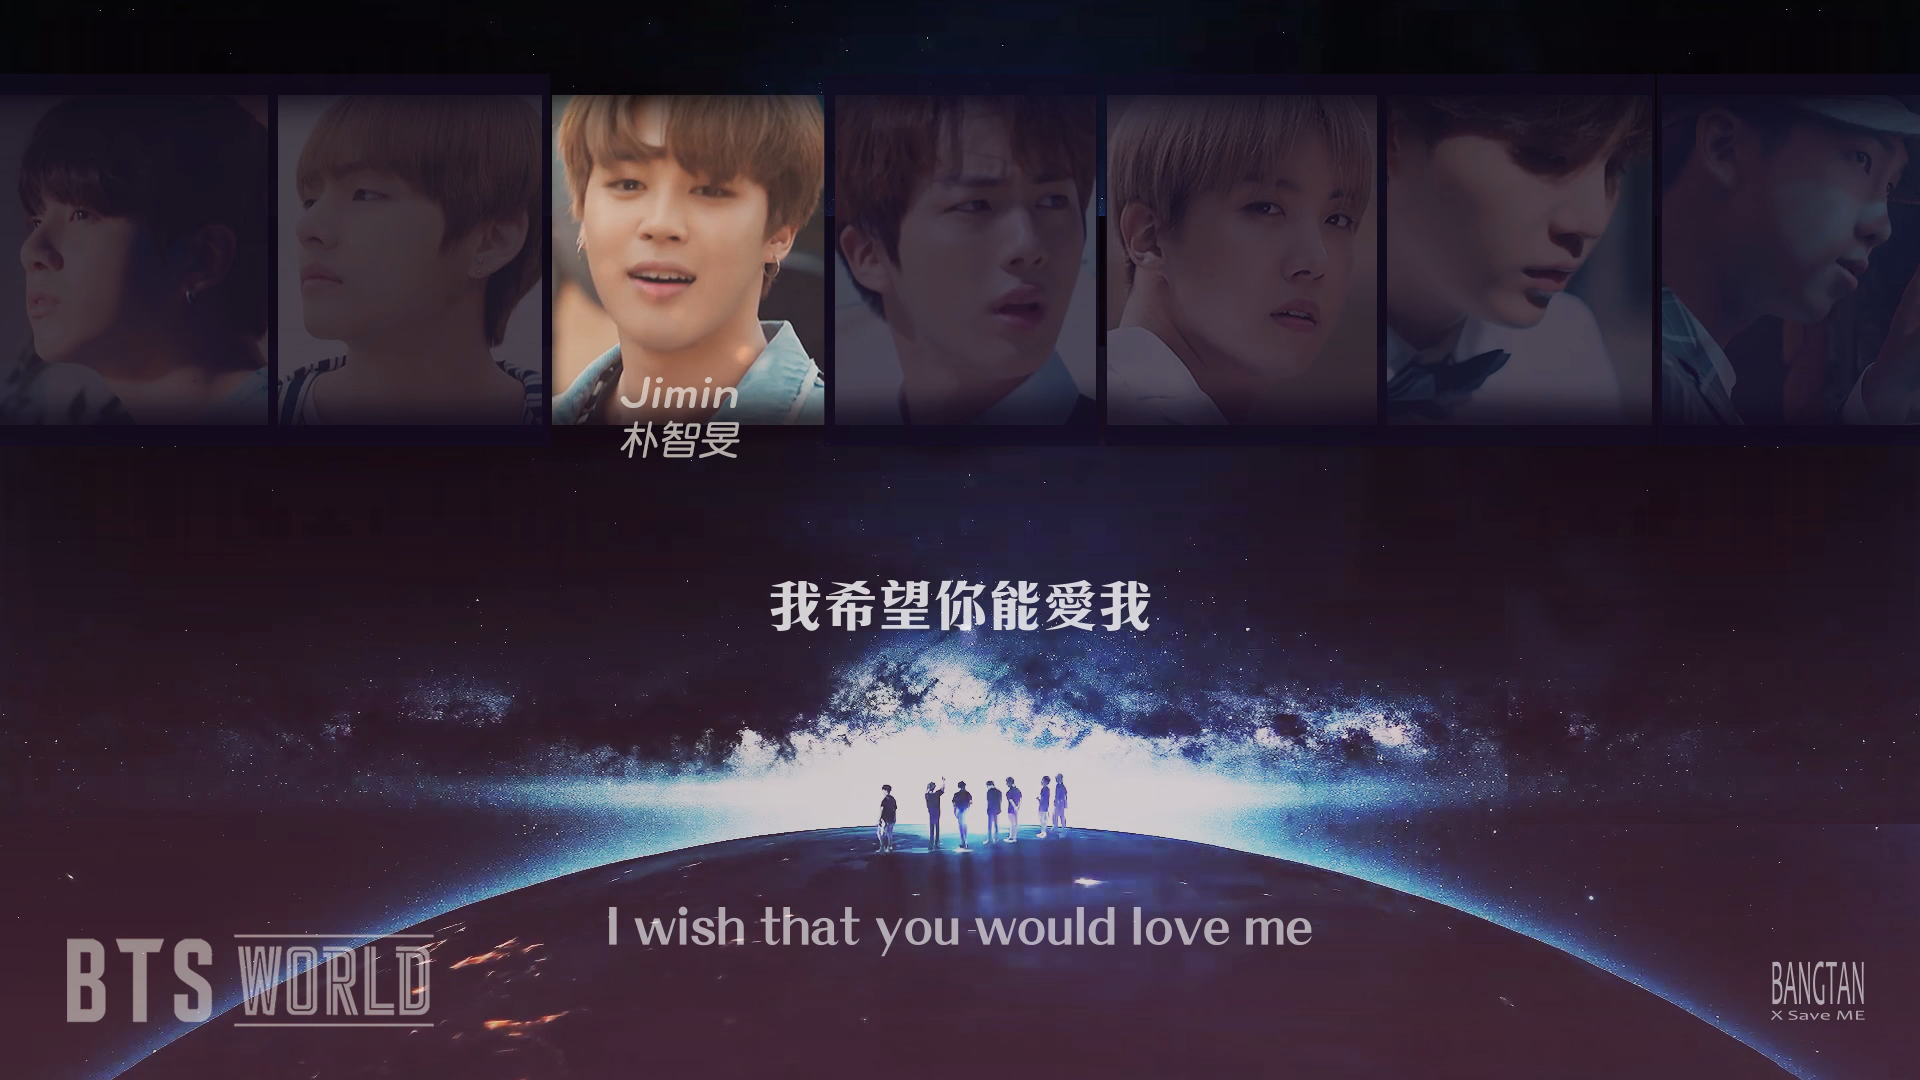 Jimin
朴智旻
我希望你能愛我
I wish that you would love me
BTS WORLD
BANGTAN
X Save ME